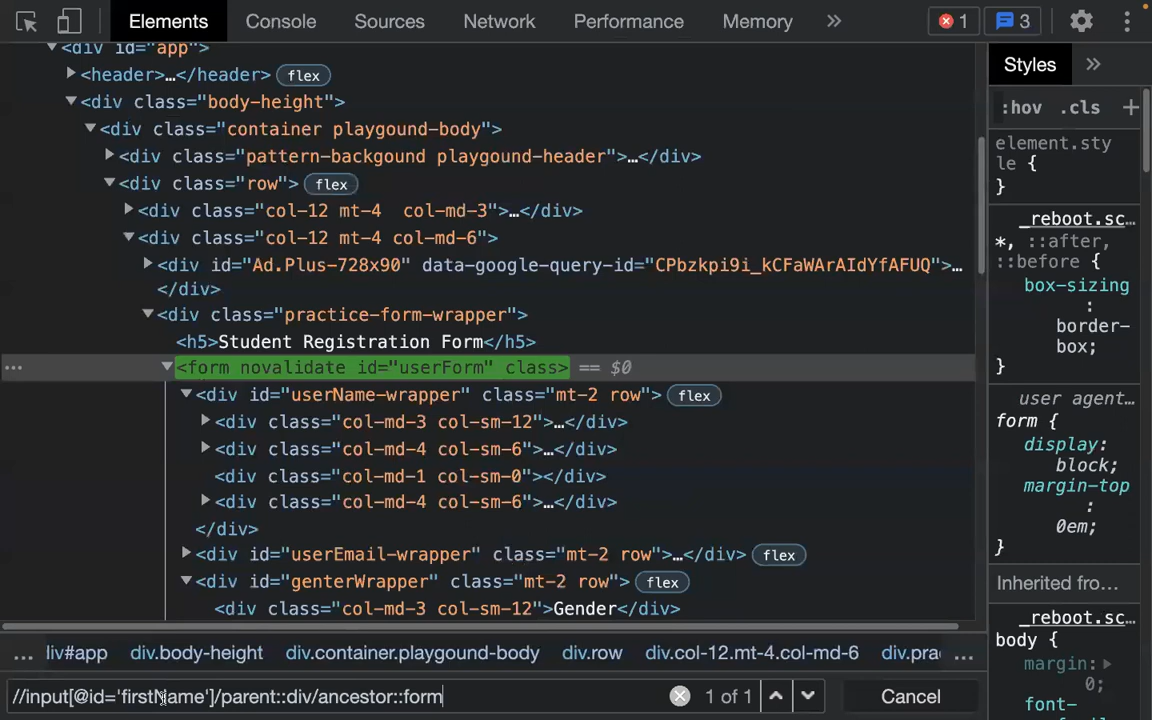 Elements Console Sources Network Performance Memory » 1 3
<div id="app">
<header>…</header> flex
<div class="body-height">
<div class="container playgound-body">
<div class="pattern-backgound playgound-header">…</div>
<div class="row"> flex
<div class="col-12 mt-4  col-md-3">…</div>
<div class="col-12 mt-4 col-md-6">
<div id="Ad.Plus-728x90" data-google-query-id="CPbzkpi9i_kCFaWArAIdYfAFUQ">…
</div>
<div class="practice-form-wrapper">
<h5>Student Registration Form</h5>
… <form novalidate id="userForm" class> == $0
<div id="userName-wrapper" class="mt-2 row"> flex
<div class="col-md-3 col-sm-12">…</div>
<div class="col-md-4 col-sm-6">…</div>
<div class="col-md-1 col-sm-0"></div>
<div class="col-md-4 col-sm-6">…</div>
</div>
<div id="userEmail-wrapper" class="mt-2 row">…</div> flex
<div id="genterWrapper" class="mt-2 row"> flex
<div class="col-md-3 col-sm-12">Gender</div>
… div#app div.body-height div.container.playgound-body div.row div.col-12.mt-4.col-md-6 div.prac …
//input[@id='firstName']/parent::div/ancestor::form 1 of 1 Cancel
Styles »
:hov .cls +
element.sty
le {
}
_reboot.sc…
*, ::after,
::before {
box-sizing
:
border-
box;
}
user agent…
form {
display:
block;
margin-top
:
0em;
}
Inherited fro…
_reboot.sc…
body {
margin:
0;
font-